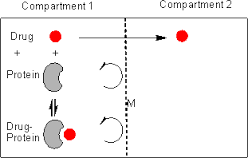 Compartment 1 Compartment 2
Drug
+ +
Protein
M
Drug-
Protein